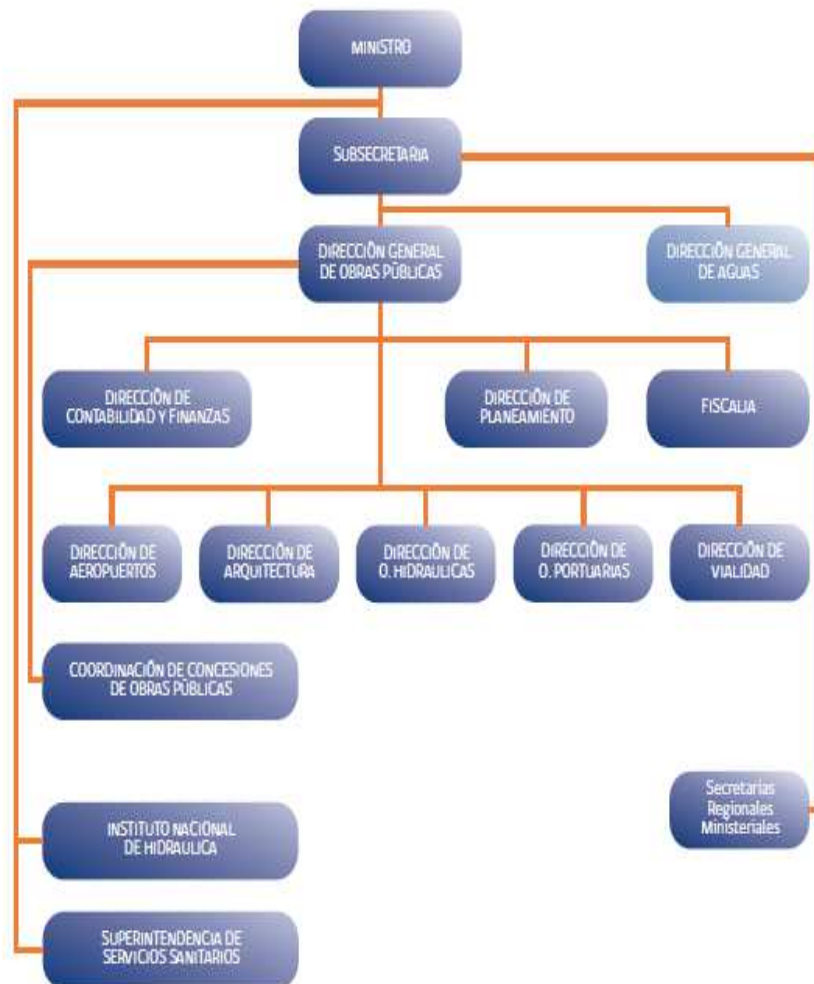 MINISTRO
SUBSECRETARIA
DIRECCIÓN GENERAL
DE OBRAS PÚBLICAS
DIRECCIÓN GENERAL
DE AGUAS
DIRECCIÓN DE
CONTABILIDAD Y FINANZAS
DIRECCIÓN DE
PLANEAMIENTO
FISCALIA
DIRECCIÓN DE
AEROPUERTOS
DIRECCIÓN DE
ARQUITECTURA
DIRECCIÓN DE
O. HIDRAULICAS
DIRECCIÓN DE
O. PORTUARIAS
DIRECCIÓN DE
VIALIDAD
COORDINACIÓN DE CONCESIONES
DE OBRAS PÚBLICAS
Secretarias
Regionales
Ministeriales
INSTITUTO NACIONAL
DE HIDRAULICA
SUPERINTENDENCIA DE
SERVICIOS SANITARIOS